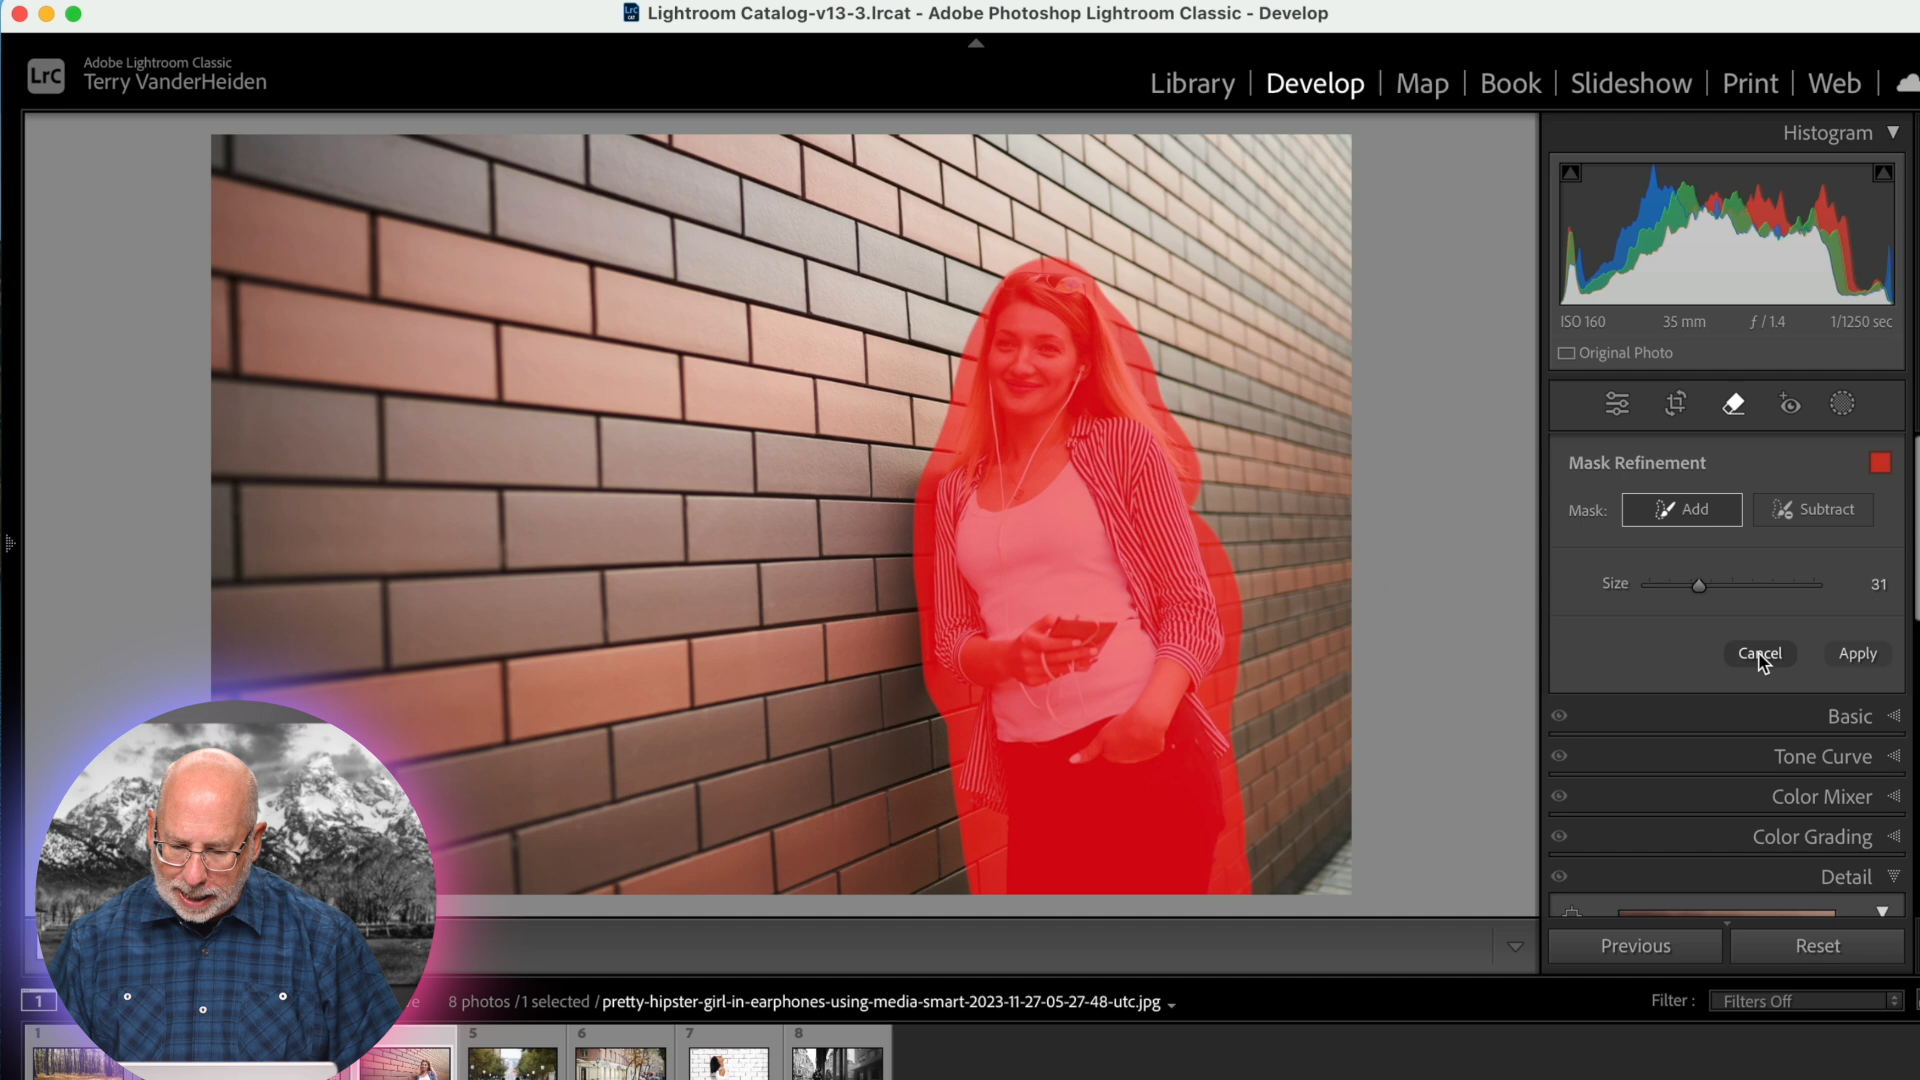 Lightroom Catalog-v13-3.lrcat - Adobe Photoshop Lightroom Classic - Develop
LrC
Adobe Lightroom Classic
Terry VanderHeiden
Library | Develop | Map | Book | Slideshow | Print | Web |
Histogram
ISO 160 35 mm ƒ / 1.4 1/1250 sec
Original Photo
Mask Refinement
Mask: Add Subtract
Size 31
Cancel Apply
Basic
Tone Curve
Color Mixer
Color Grading
Detail
Previous Reset
1 8 photos / 1 selected / pretty-hipster-girl-in-earphones-using-media-smart-2023-11-27-05-27-48-utc.jpg
Filter : Filters Off
1 5 6 7 8